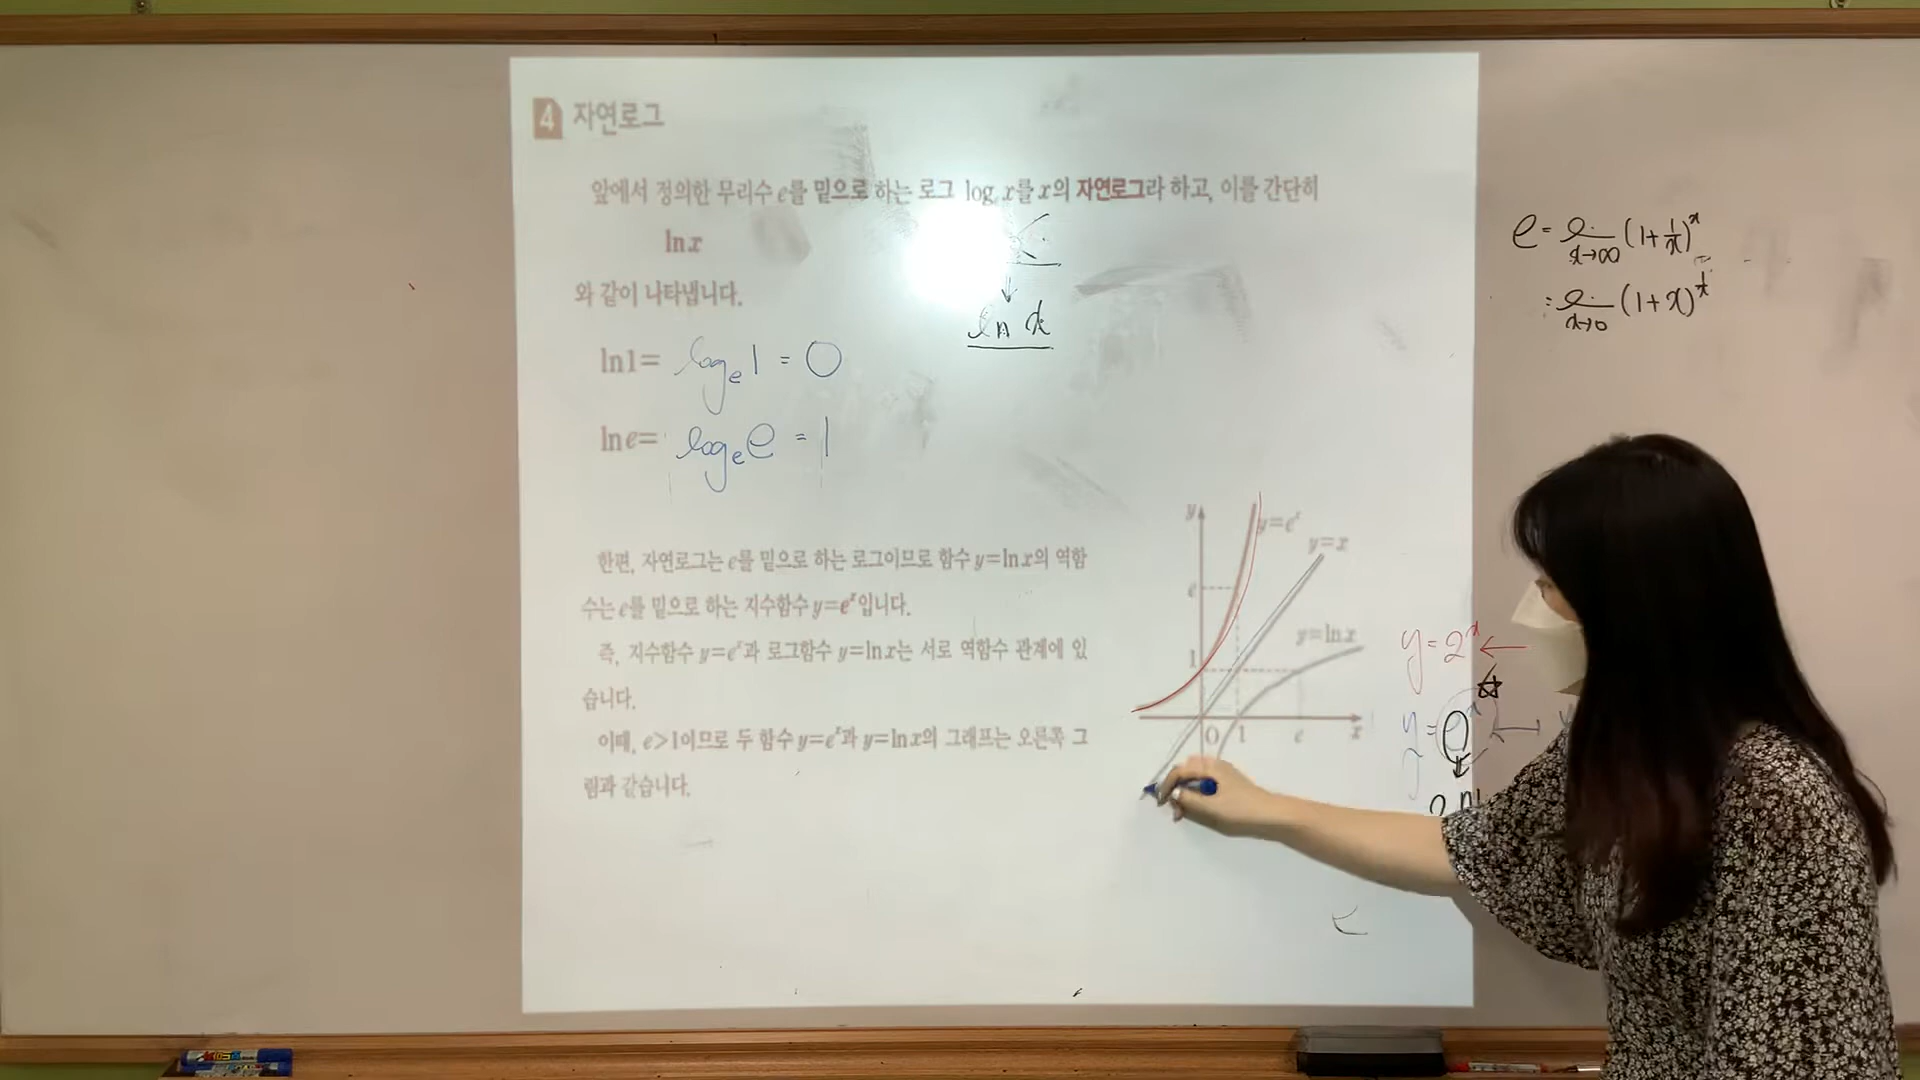 4 자연로그
앞에서 정의한 무리수 e를 밑으로 하는 로그 logₑ x를 x의 자연로그라 하고, 이를 간단히
ln x
와 같이 나타냅니다.
ln x
ln1= logₑ1 = 0
ln e= logₑe = 1
한편, 자연로그는 e를 밑으로 하는 로그이므로 함수 y=ln x의 역함
수는 e를 밑으로 하는 지수함수 y=eˣ입니다.
즉, 지수함수 y=eˣ과 로그함수 y=ln x는 서로 역함수 관계에 있
습니다.
이때, e>1이므로 두 함수 y=eˣ과 y=ln x의 그래프는 오른쪽 그
림과 같습니다.
y
y=eˣ
y=x
e
y=ln x
1
O 1 e x
e = lim x→∞ (1+1/x)ˣ
= lim x→0 (1+x)^(1/x)
y=2ˣ
y=eˣ